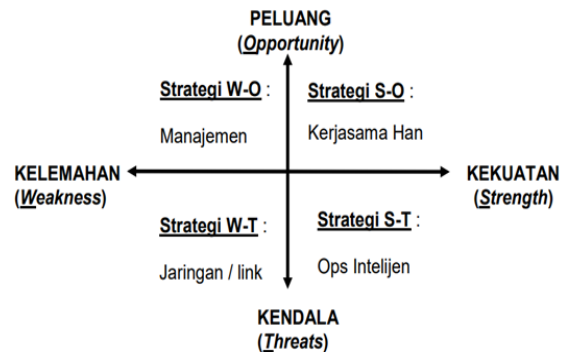 PELUANG
(Opportunity)
Strategi W-O :
Strategi S-O :
Manajemen
Kerjasama Han
KELEMAHAN
(Weakness)
KEKUATAN
(Strength)
Strategi W-T :
Strategi S-T :
Jaringan / link
Ops Intelijen
KENDALA
(Threats)